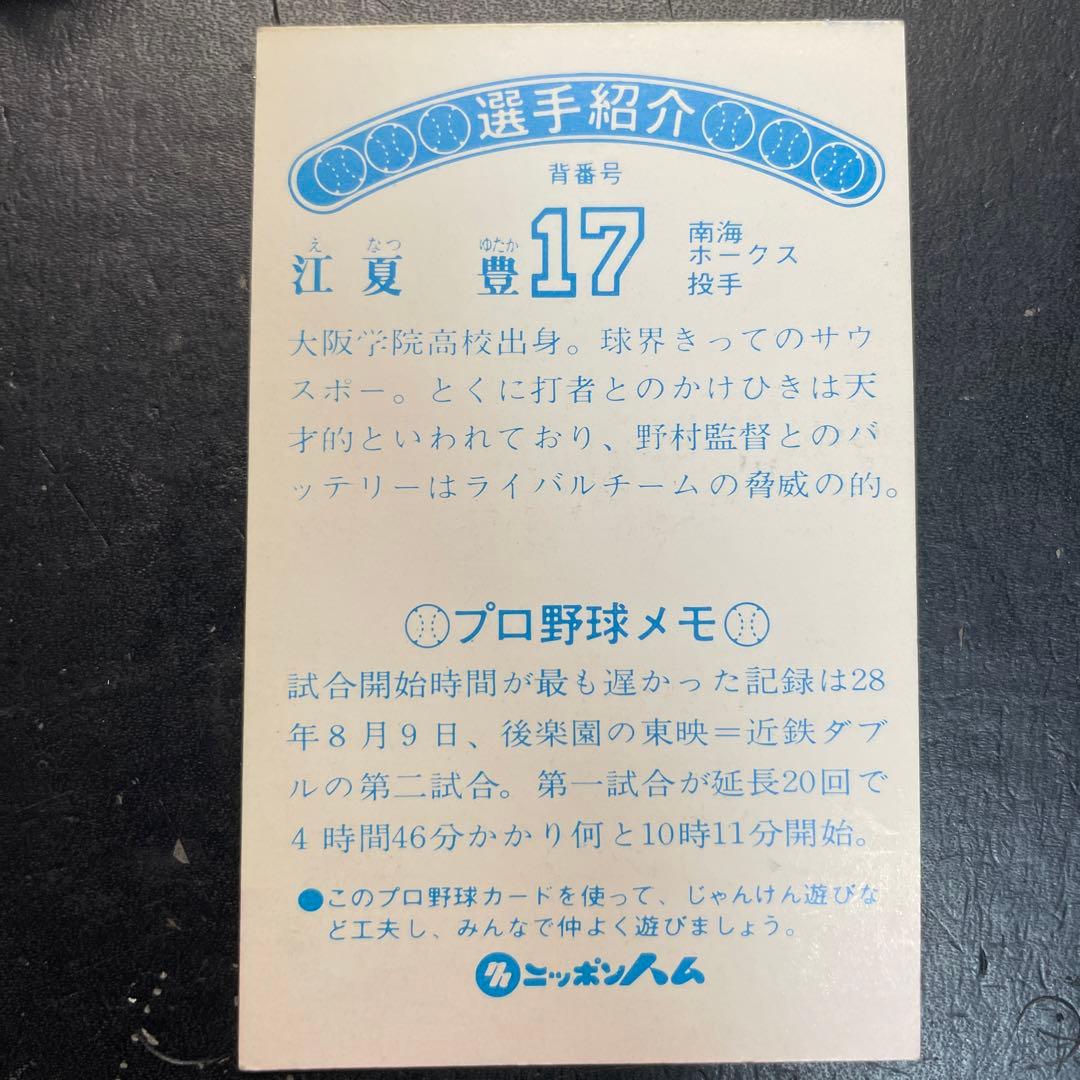 選手紹介
背番号
え なつ ゆたか
江夏 豊 17 南海
ホークス
投手
大阪学院高校出身。球界きってのサウ
スポー。とくに打者とのかけひきは天
才的といわれており、野村監督とのバ
ッテリーはライバルチームの脅威の的。
プロ野球メモ
試合開始時間が最も遅かった記録は28
年8月9日、後楽園の東映＝近鉄ダブ
ルの第二試合。第一試合が延長20回で
4時間46分かかり何と10時11分開始。
●このプロ野球カードを使って、じゃんけん遊びな
ど工夫し、みんなで仲よく遊びましょう。
ニッポンハム